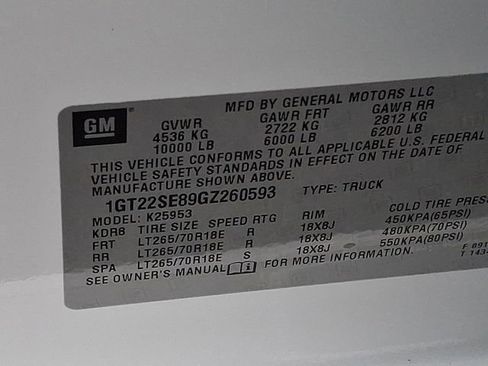 GM
MFD BY GENERAL MOTORS LLC
GVWR GAWR FRT GAWR RR
4536 KG 2722 KG 2812 KG
10000 LB 6000 LB 6200 LB
THIS VEHICLE CONFORMS TO ALL APPLICABLE U.S. FEDERAL
VEHICLE SAFETY STANDARDS IN EFFECT ON THE DATE OF
MANUFACTURE SHOWN ABOVE.
1GT22SE89GZ260593 TYPE: TRUCK
MODEL: K25953
KDR8 TIRE SIZE SPEED RTG RIM COLD TIRE PRES
FRT LT265/70R18E R 18X8J 450KPA(65PSI)
RR LT265/70R18E R 18X8J 480KPA(70PSI)
SPA LT265/70R18E S 18X8J 550KPA(80PSI)
SEE OWNER'S MANUAL FOR MORE INFORMATION.